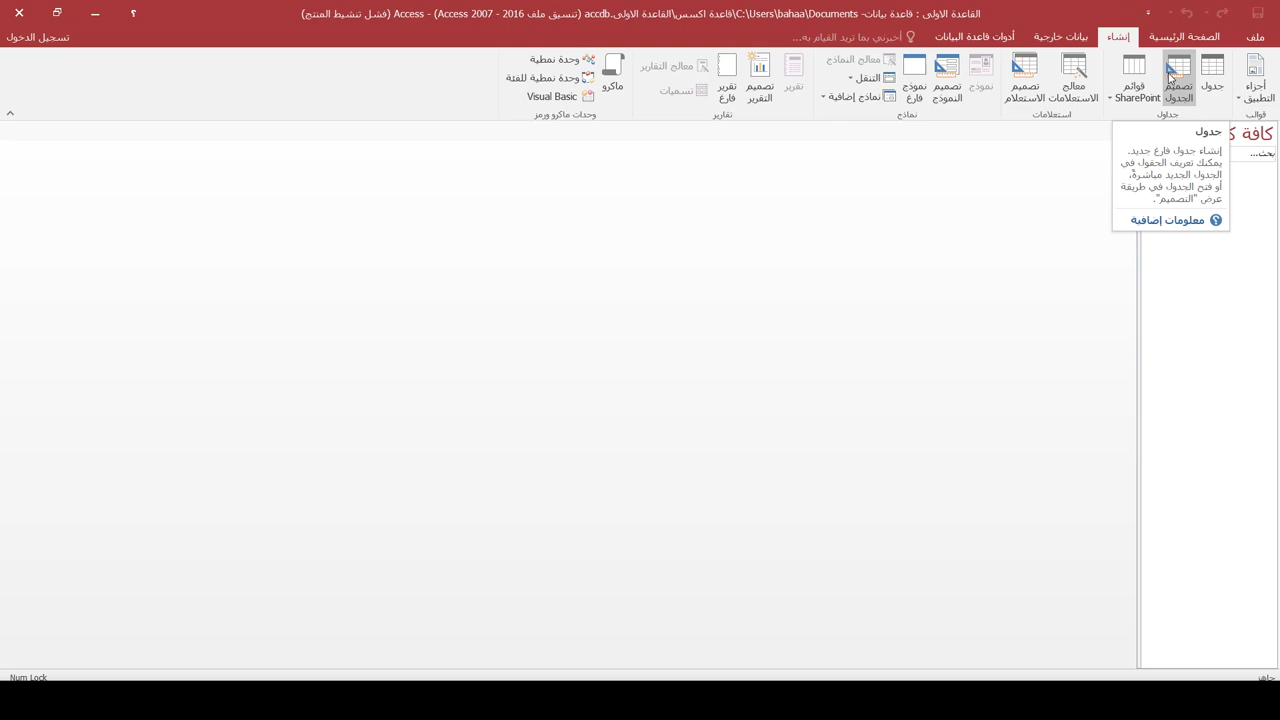 القاعدة الاولى : قاعدة بيانات- C:\Users\bahaa\Documents\قاعدة اكسس\القاعدة الاولى.accdb (تنسيق ملف Access 2007 - 2016) - Access (فشل تنشيط المنتج)
ملف الصفحة الرئيسية إنشاء بيانات خارجية أدوات قاعدة البيانات أخبرني بما تريد القيام به... تسجيل الدخول
أجزاء التطبيق
قوالب
جدول
تصميم الجدول
قوائم SharePoint
جداول
معالج الاستعلامات
تصميم الاستعلام
استعلامات
نموذج
تصميم النموذج
نموذج فارغ
معالج النماذج
التنقل
نماذج إضافية
نماذج
تقرير
تصميم التقرير
تقرير فارغ
معالج التقارير
تسميات
تقارير
ماكرو
وحدة نمطية
وحدة نمطية للفئة
Visual Basic
وحدات ماكرو ورمز
كافة ك
بحث...
جدول
إنشاء جدول فارغ جديد.
يمكنك تعريف الحقول في
الجدول الجديد مباشرةً،
أو فتح الجدول في طريقة
عرض "التصميم".
معلومات إضافية
جاهز
Num Lock